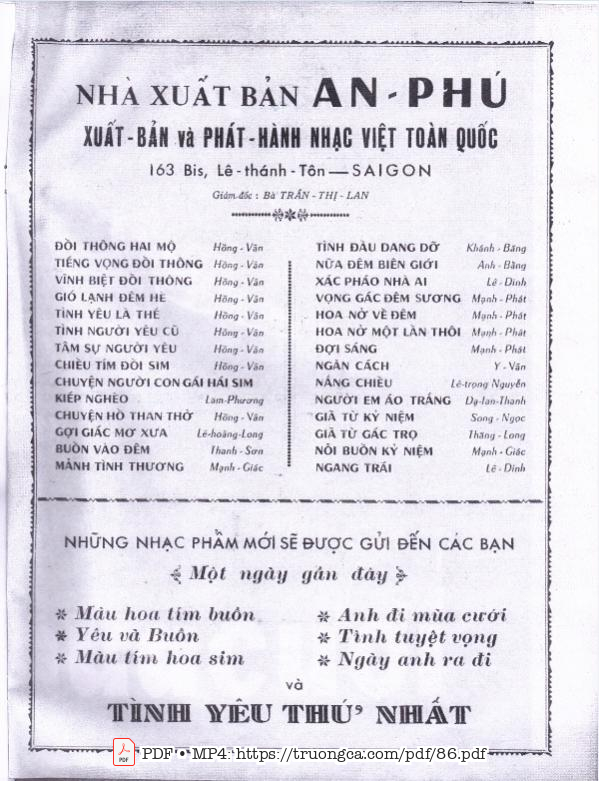 NHÀ XUẤT BẢN AN-PHÚ
XUẤT-BẢN và PHÁT-HÀNH NHẠC VIỆT TOÀN QUỐC
163 Bis, Lê-thánh-Tôn — SAIGON
Giám-đốc : Bà TRẦN-THỊ-LAN
ĐỒI THÔNG HAI MỘ Hồng-Vân
TIẾNG VỌNG ĐỒI THÔNG Hồng-Vân
VĨNH BIỆT ĐỒI THÔNG Hồng-Vân
GIÓ LẠNH ĐÊM HÈ Hồng-Vân
TÌNH YÊU LÀ THẾ Hồng-Vân
TÌNH NGƯỜI YÊU CŨ Hồng-Vân
TÂM SỰ NGƯỜI YÊU Hồng-Vân
CHIỀU TÍM ĐỒI SIM Hồng-Vân
CHUYỆN NGƯỜI CON GÁI HÁI SIM
KIẾP NGHÈO Lam-Phương
CHUYỆN HỒ THAN THỞ Hồng-Vân
GỢI GIẤC MƠ XƯA Lê-hoàng-Long
BUỒN VÀO ĐÊM Thanh-Sơn
MẢNH TÌNH THƯƠNG Mạnh-Giác
TÌNH ĐẦU DANG DỞ Khánh-Băng
NỬA ĐÊM BIÊN GIỚI Anh-Bằng
XÁC PHÁO NHÀ AI Lê-Dinh
VỌNG GÁC ĐÊM SƯƠNG Mạnh-Phát
HOA NỞ VỀ ĐÊM Mạnh-Phát
HOA NỞ MỘT LẦN THÔI Mạnh-Phát
ĐỢI SÁNG Mạnh-Phát
NGĂN CÁCH Y-Vân
NẮNG CHIỀU Lê-trọng Nguyễn
NGƯỜI EM ÁO TRẮNG Dạ-lan-Thanh
GIÃ TỪ KỶ NIỆM Song-Ngọc
GIÃ TỪ GÁC TRỌ Thăng-Long
NỖI BUỒN KỶ NIỆM Mạnh-Giác
NGANG TRÁI Lê-Dinh
NHỮNG NHẠC PHẨM MỚI SẼ ĐƯỢC GỬI ĐẾN CÁC BẠN
Một ngày gần đây
* Màu hoa tím buồn
* Yêu và Buồn
* Màu tím hoa sim
* Anh đi mùa cưới
* Tình tuyệt vọng
* Ngày anh ra đi
và
TÌNH YÊU THỨ NHẤT
PDF PDF • MP4: https://truongca.com/pdf/86.pdf